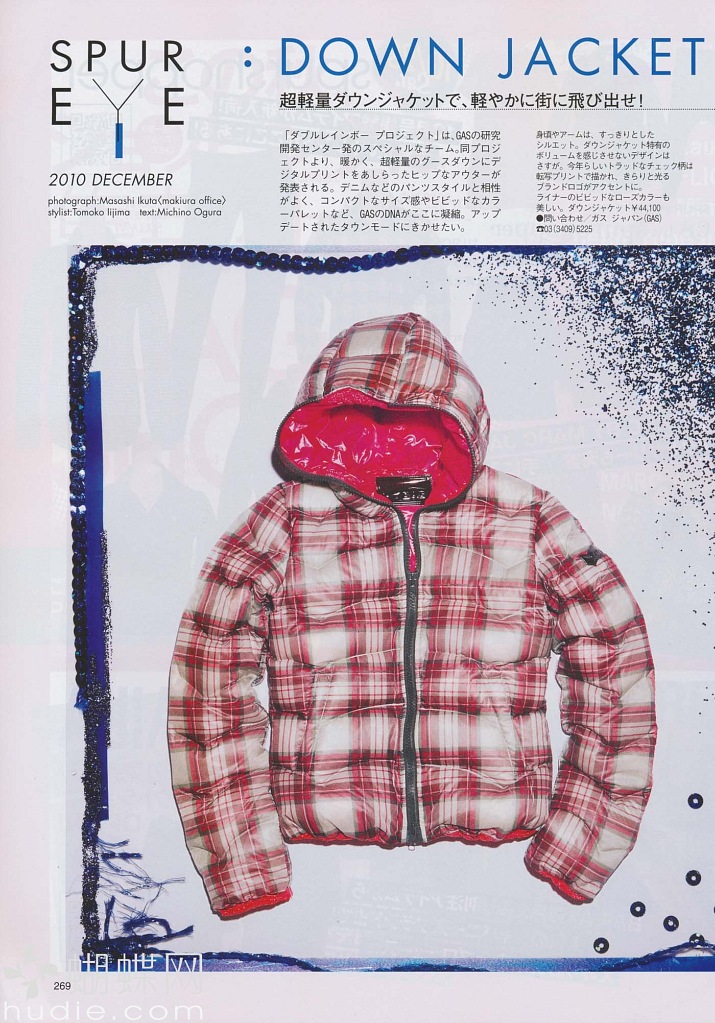 SPUR
EYE
: DOWN JACKET
2010 DECEMBER
photograph:Masashi Ikuta〈makiura office〉
stylist:Tomoko Iijima text:Michino Ogura
超軽量ダウンジャケットで、軽やかに街に飛び出せ!
「ダブルレインボー プロジェクト」は、GASの研究
開発センター発のスペシャルなチーム。同プロ
ジェクトより、暖かく、超軽量のグースダウンにデ
ジタルプリントをあしらったヒップなアウターが
発表される。デニムなどのパンツスタイルと相性
がよく、コンパクトなサイズ感やビビッドなカラ
ーパレットなど、GASのDNAがここに凝縮。アップ
デートされたタウンモードにきかせたい。
身頃やアームは、すっきりとした
シルエット。ダウンジャケット特有の
ボリュームを感じさせないデザインは
さすが。今年らしいトラッドなチェック柄は
転写プリントで描かれ、きらりと光る
ブランドロゴがアクセントに。
ライナーのビビッドなローズカラーも
美しい。ダウンジャケット¥44,100
●問い合わせ/ガス ジャパン(GAS)
☎03(3409)5225
胡蝶网
269
hudie.com